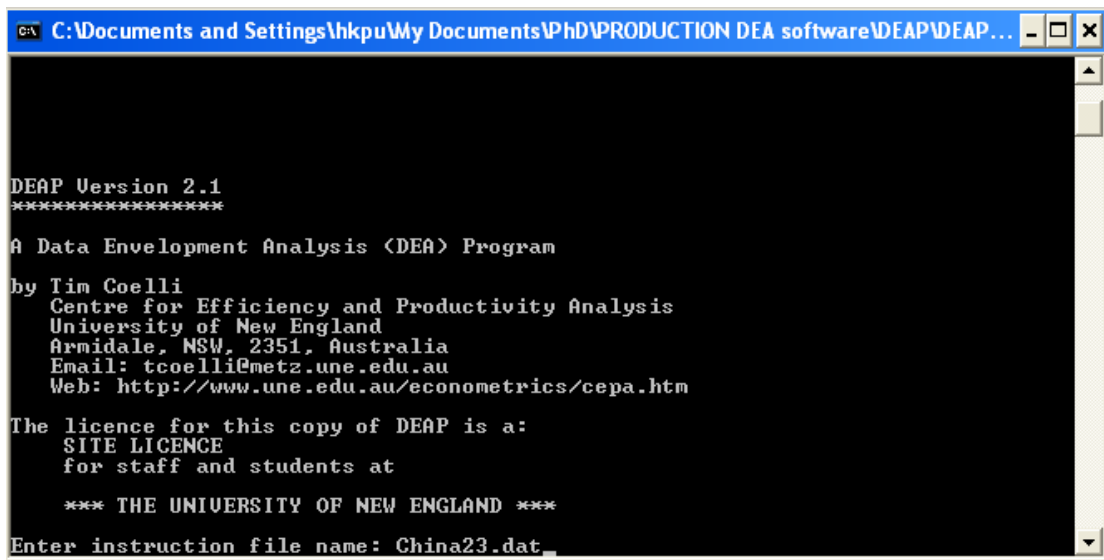 C:\Documents and Settings\hkpu\My Documents\PhD\PRODUCTION DEA software\DEAP\DEAP...
DEAP Version 2.1
****************
A Data Envelopment Analysis (DEA) Program
by Tim Coelli
Centre for Efficiency and Productivity Analysis
University of New England
Armidale, NSW, 2351, Australia
Email: tcoelli@metz.une.edu.au
Web: http://www.une.edu.au/econometrics/cepa.htm
The licence for this copy of DEAP is a:
SITE LICENCE
for staff and students at
*** THE UNIVERSITY OF NEW ENGLAND ***
Enter instruction file name: China23.dat_